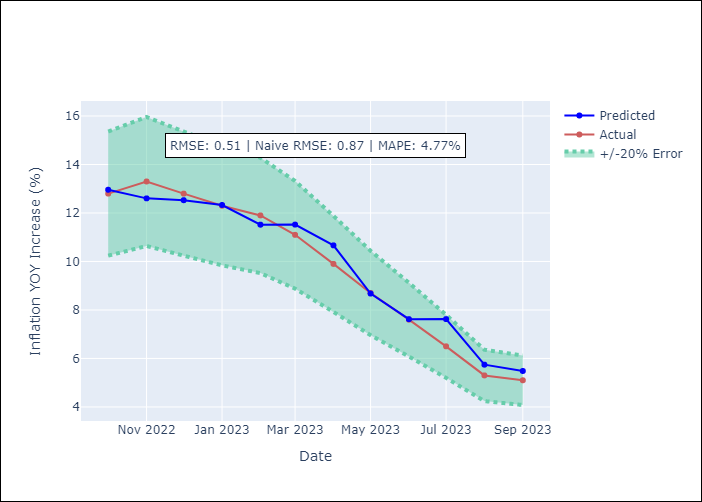 RMSE: 0.51 | Naive RMSE: 0.87 | MAPE: 4.77%
Predicted
Actual
+/-20% Error
Inflation YOY Increase (%)
16
14
12
10
8
6
4
Nov 2022
Jan 2023
Mar 2023
May 2023
Jul 2023
Sep 2023
Date